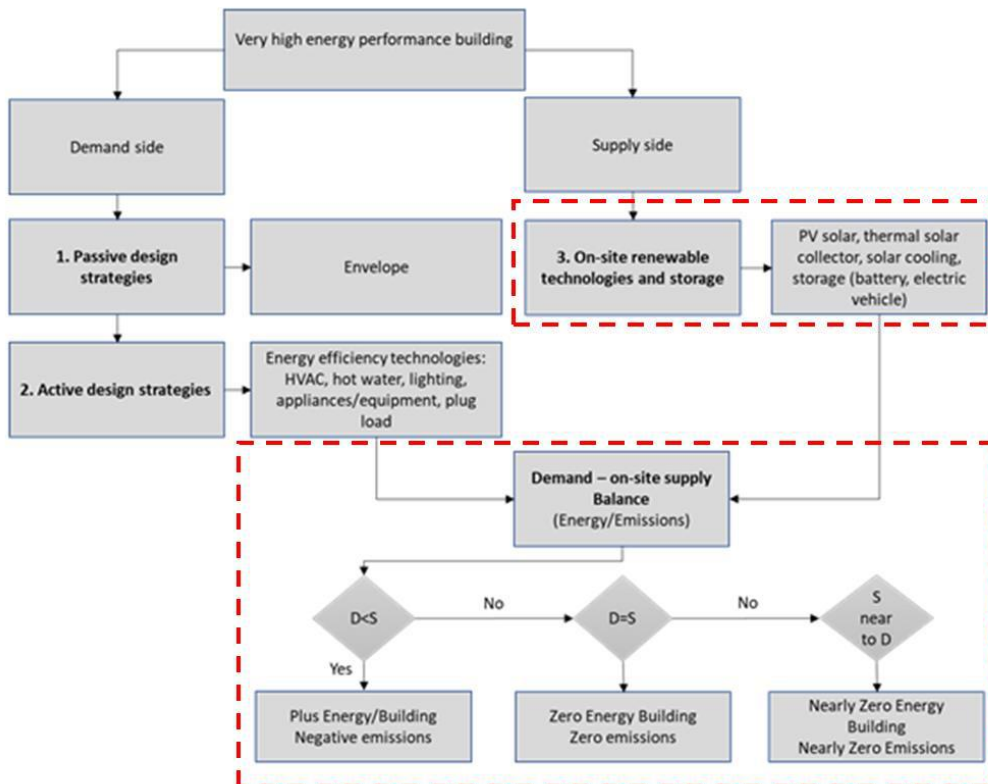 Very high energy performance building
Demand side
Supply side
1. Passive design
strategies
Envelope
3. On-site renewable
technologies and storage
PV solar, thermal solar
collector, solar cooling,
storage (battery, electric
vehicle)
2. Active design strategies
Energy efficiency technologies:
HVAC, hot water, lighting,
appliances/equipment, plug
load
Demand – on-site supply
Balance
(Energy/Emissions)
D<S
No
D=S
No
S
near
to D
Yes
Plus Energy/Building
Negative emissions
Zero Energy Building
Zero emissions
Nearly Zero Energy
Building
Nearly Zero Emissions